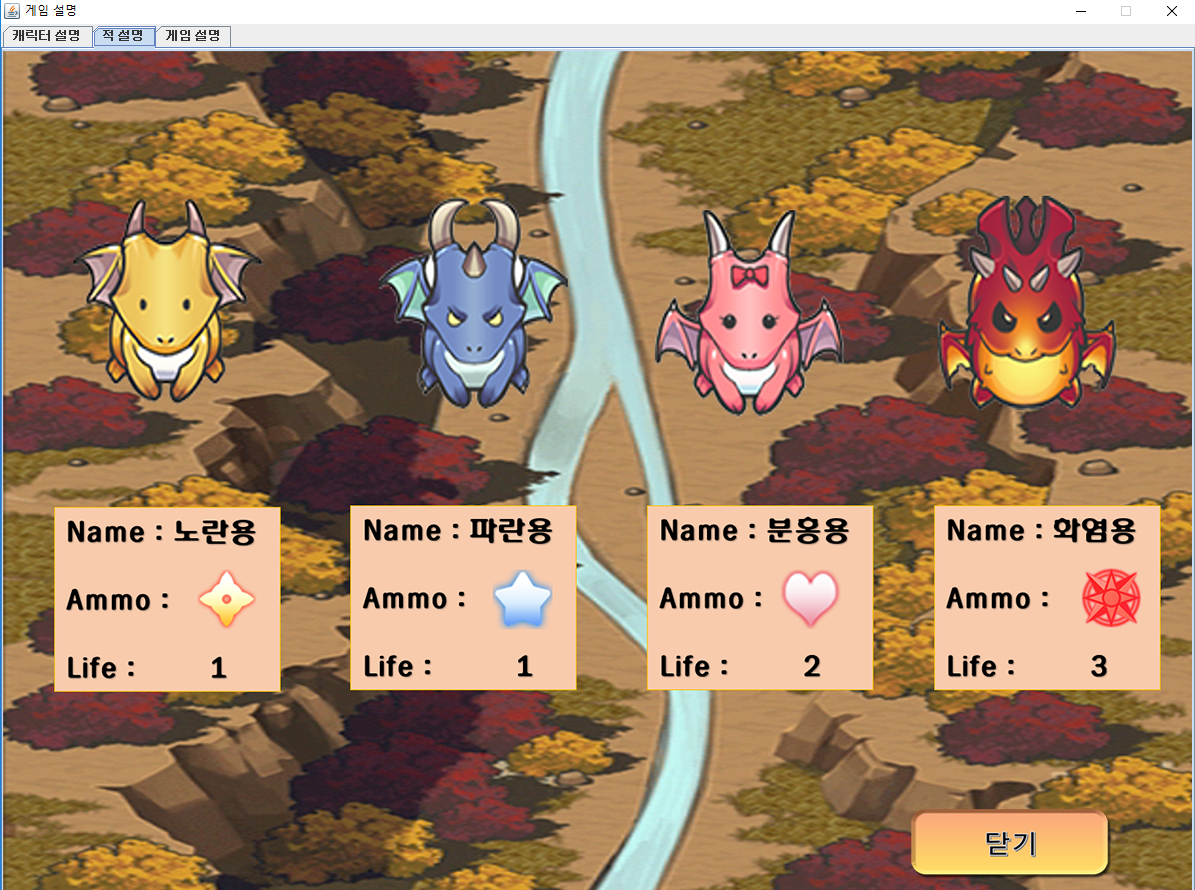 게임 설명
캐릭터 설명 적 설명 게임 설명
Name : 노란용
Ammo :
Life : 1
Name : 파란용
Ammo :
Life : 1
Name : 분홍용
Ammo :
Life : 2
Name : 화염용
Ammo :
Life : 3
닫기